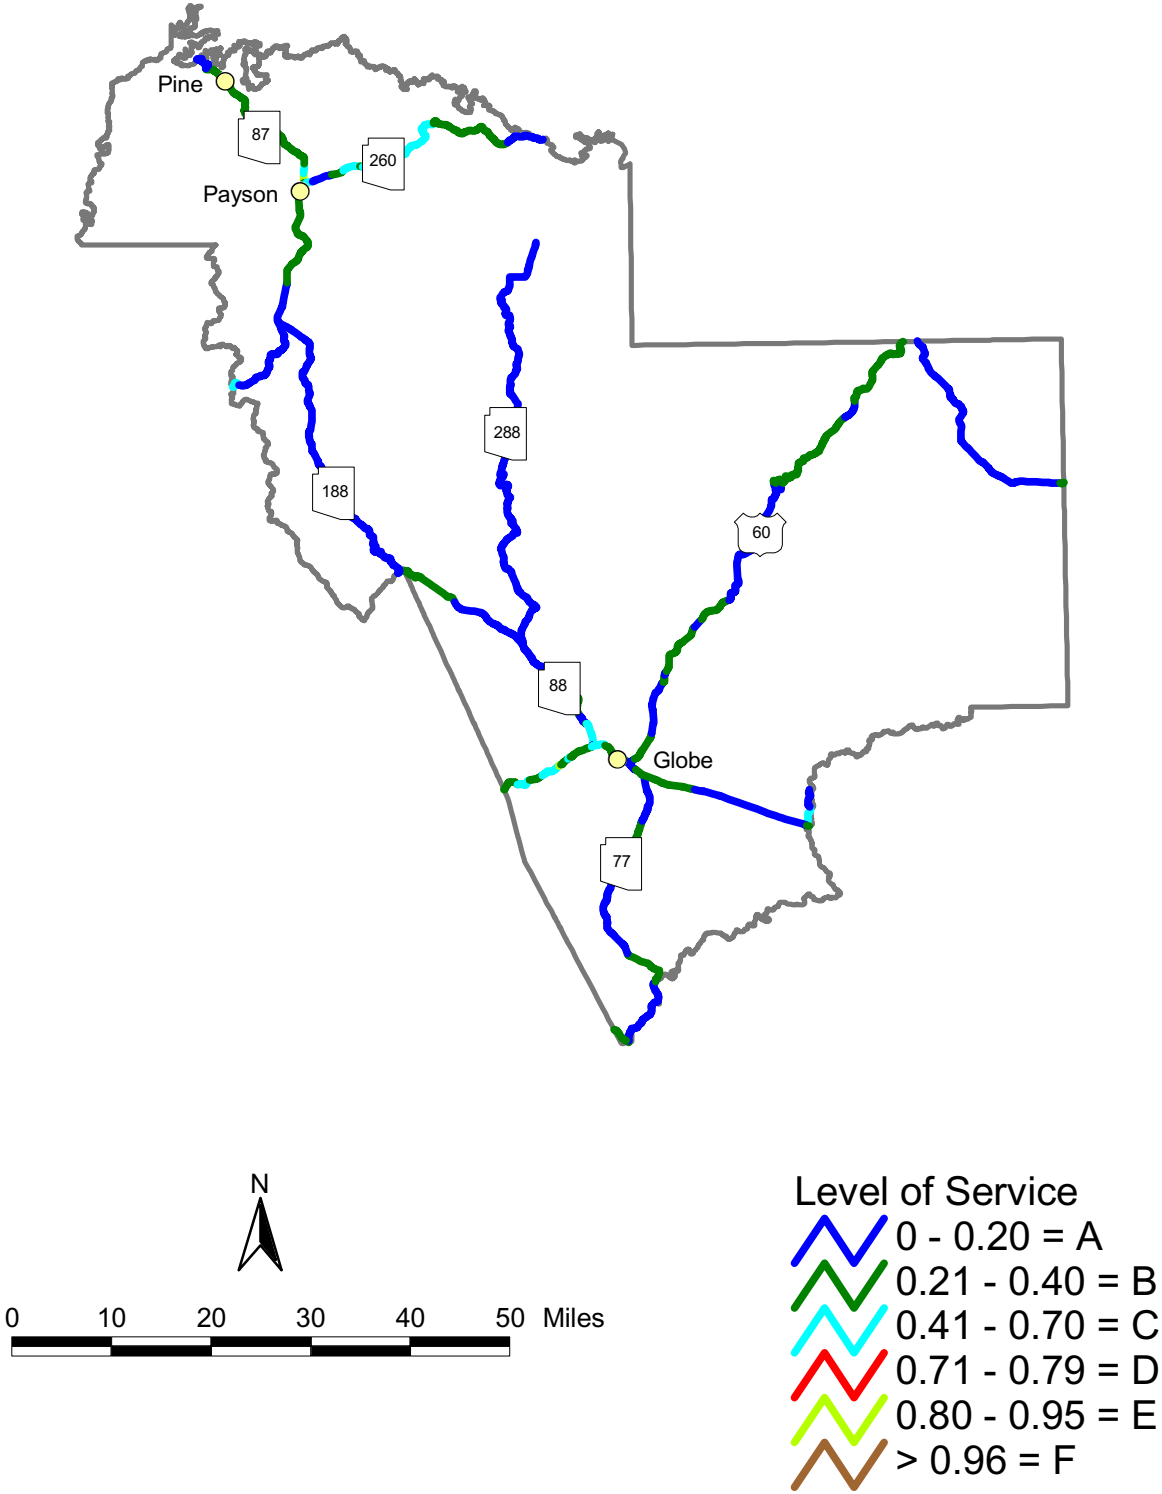 Pine
87
260
Payson
288
188
60
88
Globe
77
N
0 10 20 30 40 50 Miles
Level of Service
0 - 0.20 = A
0.21 - 0.40 = B
0.41 - 0.70 = C
0.71 - 0.79 = D
0.80 - 0.95 = E
> 0.96 = F